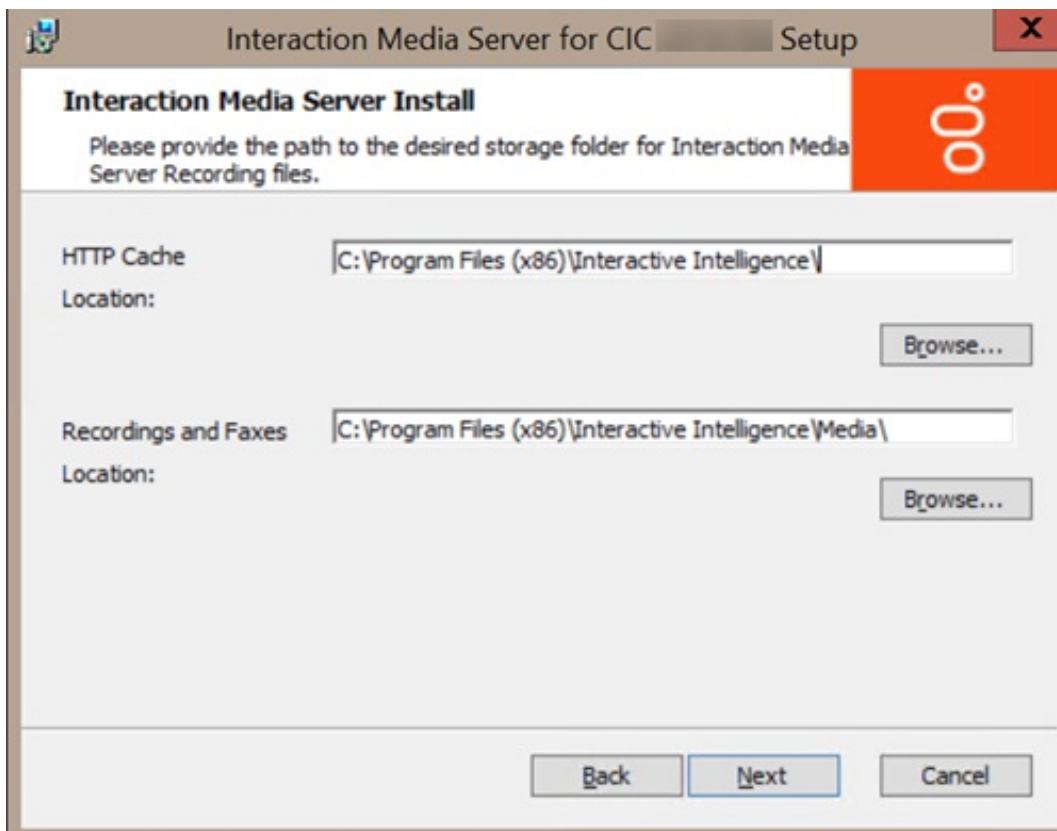 Interaction Media Server for CIC Setup
X
Interaction Media Server Install
Please provide the path to the desired storage folder for Interaction Media
Server Recording files.
HTTP Cache
Location:
C:\Program Files (x86)\Interactive Intelligence\
Browse...
Recordings and Faxes
Location:
C:\Program Files (x86)\Interactive Intelligence\Media\
Browse...
Back
Next
Cancel